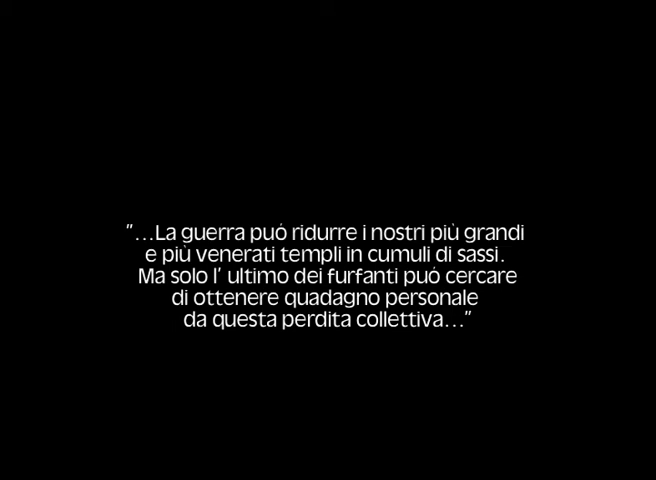 "...La guerra può ridurre i nostri più grandi
e più venerati templi in cumuli di sassi.
Ma solo l' ultimo dei furfanti può cercare
di ottenere quadagno personale
da questa perdita collettiva..."